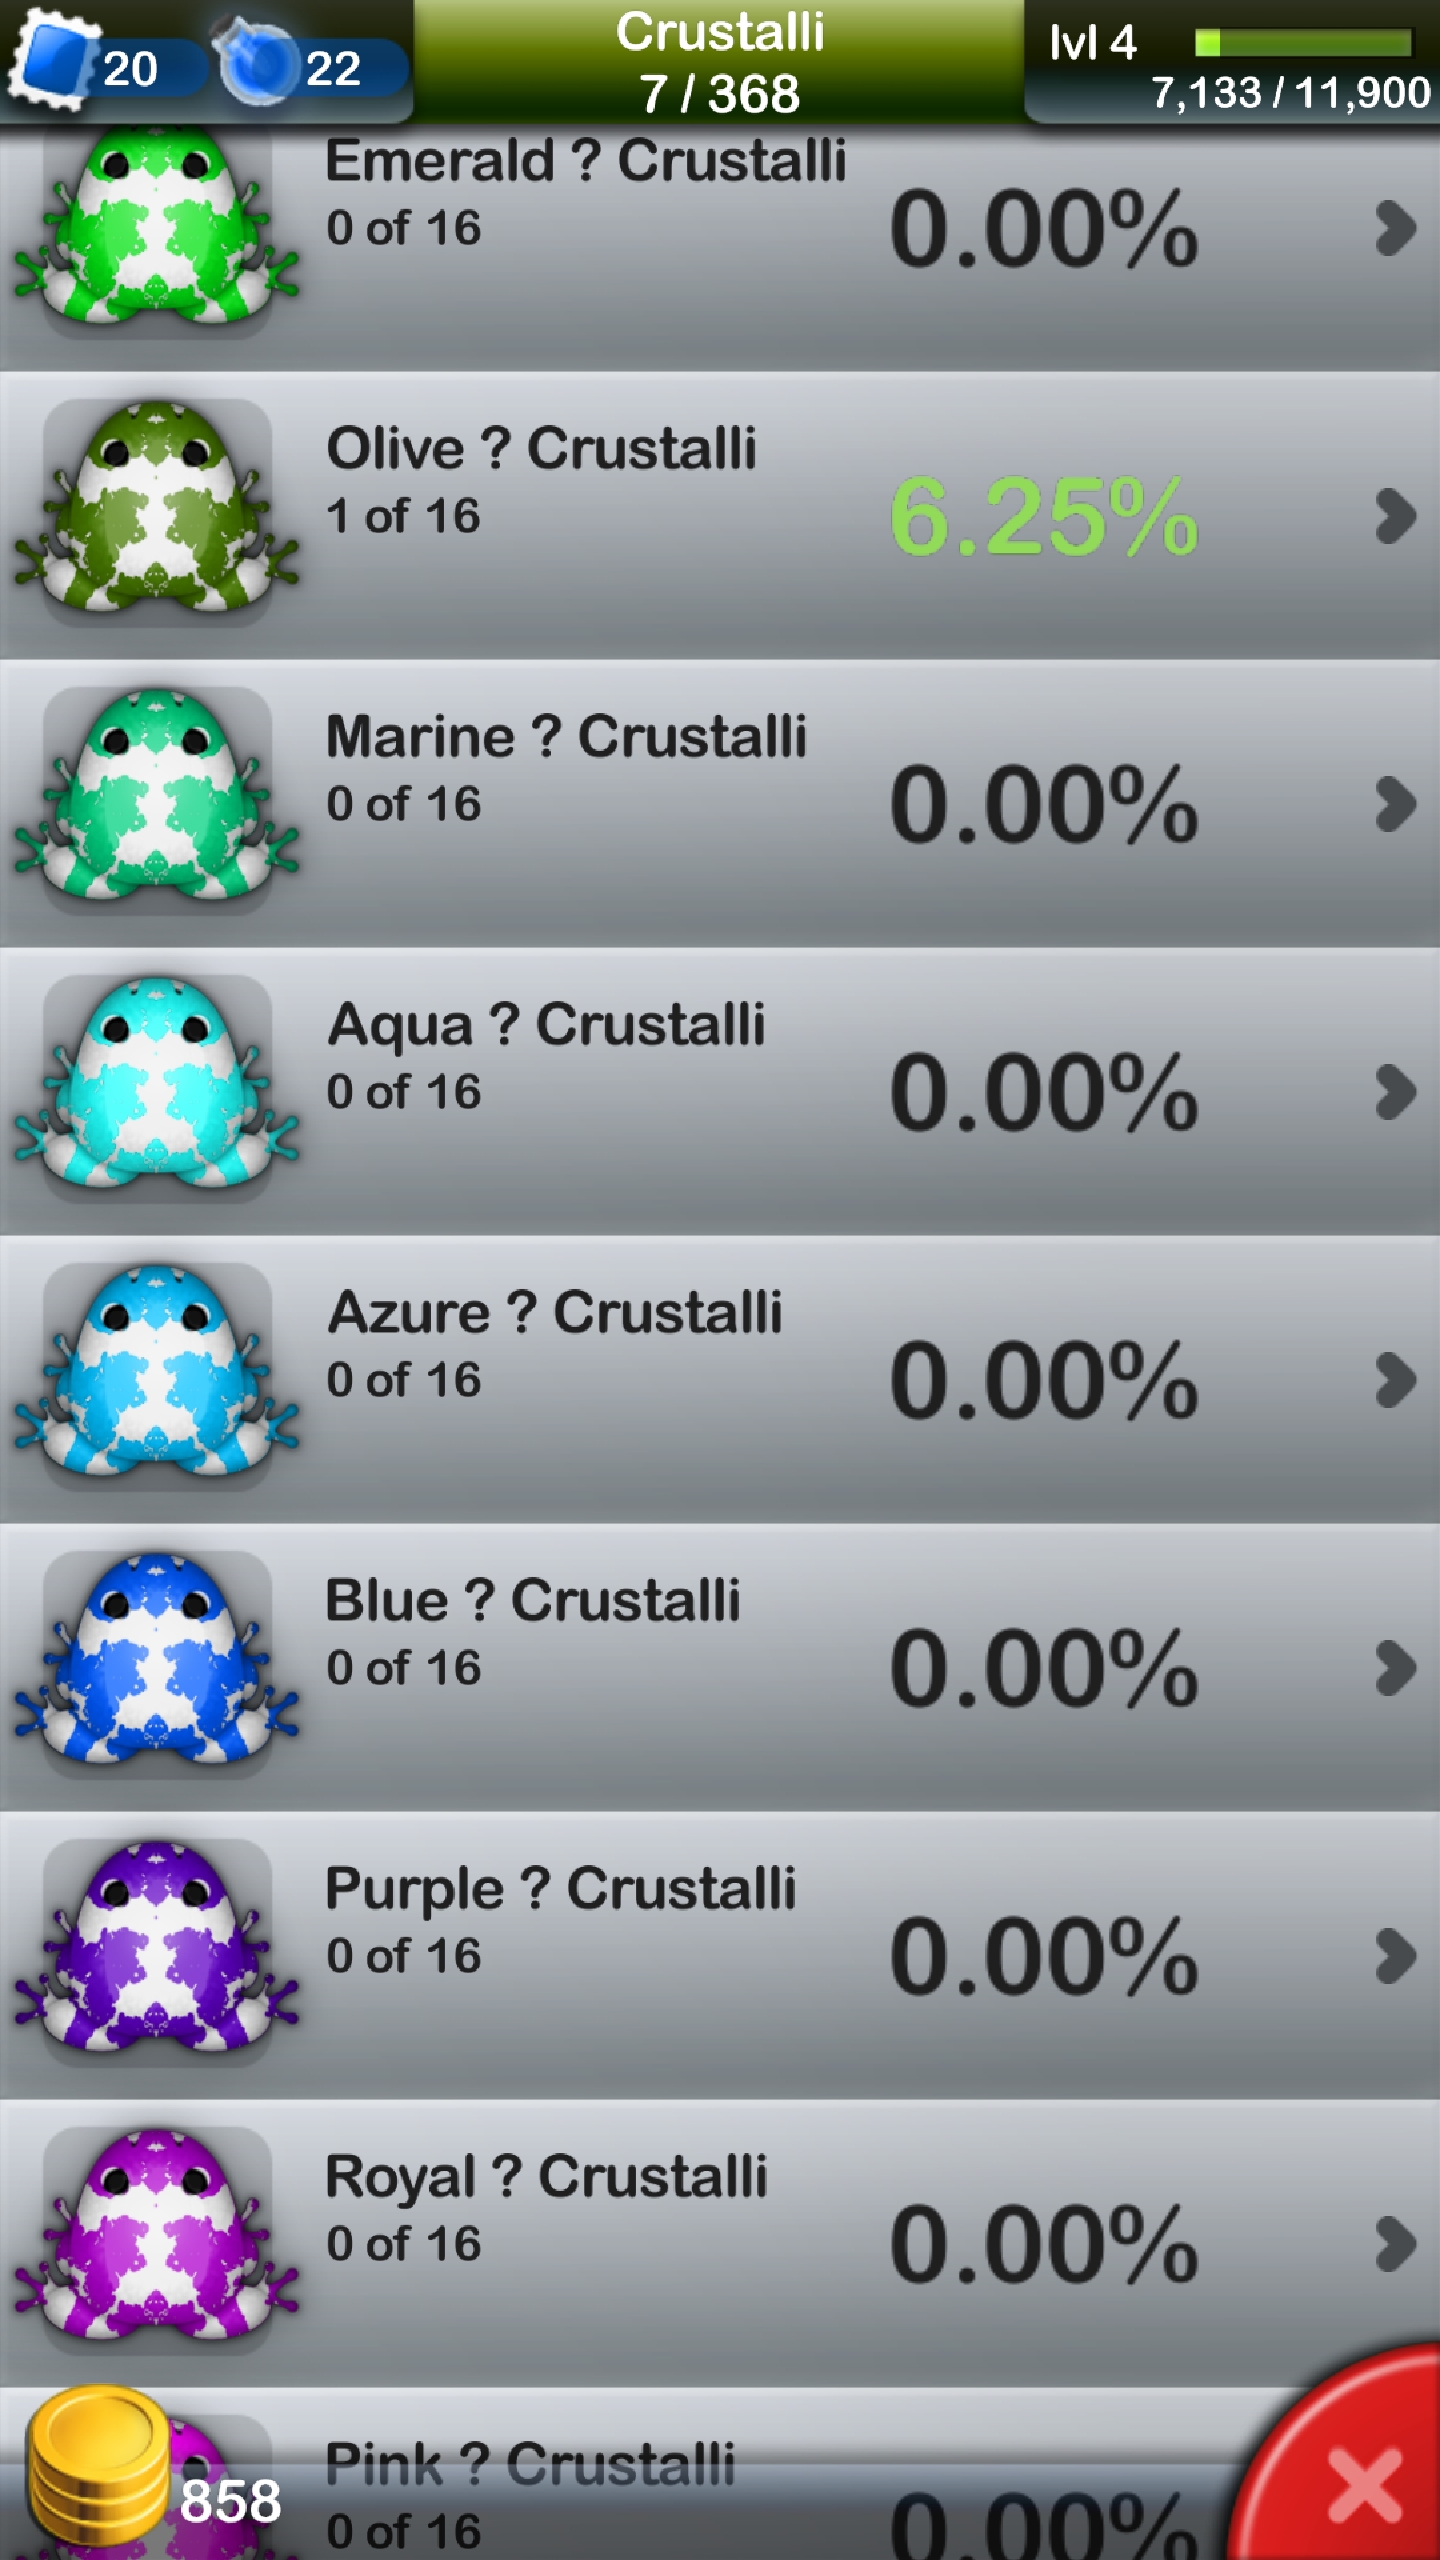 20
22
Crustalli
7 / 368
lvl 4
7,133 / 11,900
Emerald ? Crustalli
0 of 16
0.00%
Olive ? Crustalli
1 of 16
6.25%
Marine ? Crustalli
0 of 16
0.00%
Aqua ? Crustalli
0 of 16
0.00%
Azure ? Crustalli
0 of 16
0.00%
Blue ? Crustalli
0 of 16
0.00%
Purple ? Crustalli
0 of 16
0.00%
Royal ? Crustalli
0 of 16
0.00%
Pink ? Crustalli
0 of 16
0.00%
858